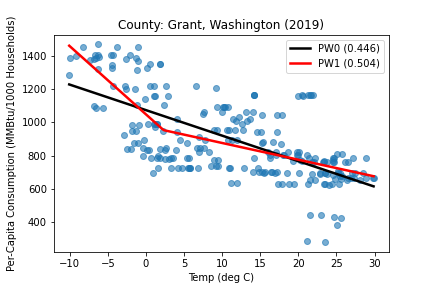 County: Grant, Washington (2019)
PW0 (0.446)
PW1 (0.504)
Per-Capita Consumption (MMBtu/1000 Households)
1400
1200
1000
800
600
400
−10 −5 0 5 10 15 20 25 30
Temp (deg C)